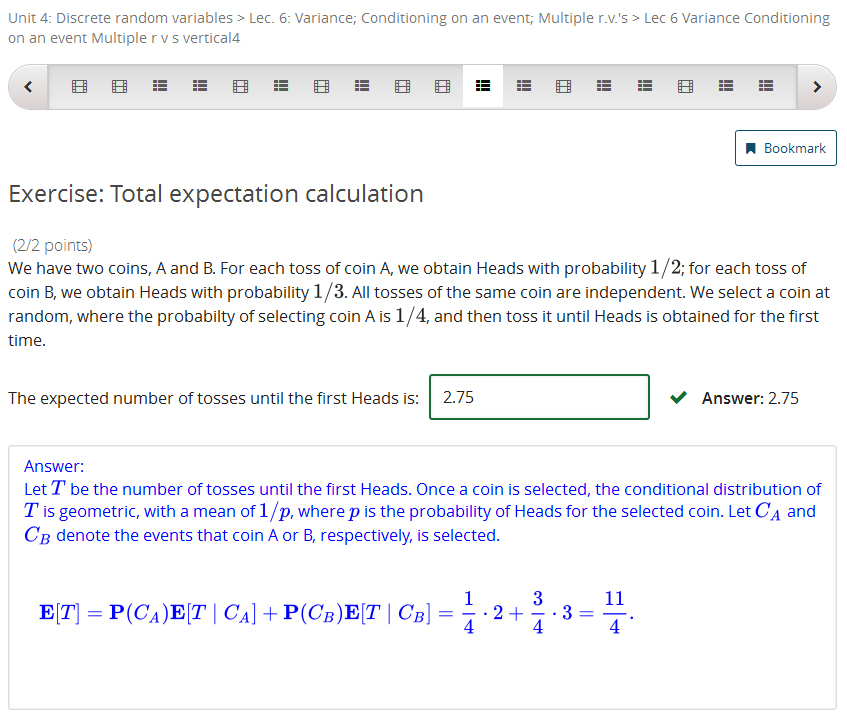 Unit 4: Discrete random variables > Lec. 6: Variance; Conditioning on an event; Multiple r.v.'s > Lec 6 Variance Conditioning
on an event Multiple r v s vertical4
Bookmark
Exercise: Total expectation calculation
(2/2 points)
We have two coins, A and B. For each toss of coin A, we obtain Heads with probability 1/2; for each toss of
coin B, we obtain Heads with probability 1/3. All tosses of the same coin are independent. We select a coin at
random, where the probabilty of selecting coin A is 1/4, and then toss it until Heads is obtained for the first
time.
The expected number of tosses until the first Heads is: 2.75 ✔ Answer: 2.75
Answer:
Let T be the number of tosses until the first Heads. Once a coin is selected, the conditional distribution of
T is geometric, with a mean of 1/p, where p is the probability of Heads for the selected coin. Let C_A and
C_B denote the events that coin A or B, respectively, is selected.
E[T] = P(C_A)E[T | C_A] + P(C_B)E[T | C_B] = 1/4 · 2 + 3/4 · 3 = 11/4.